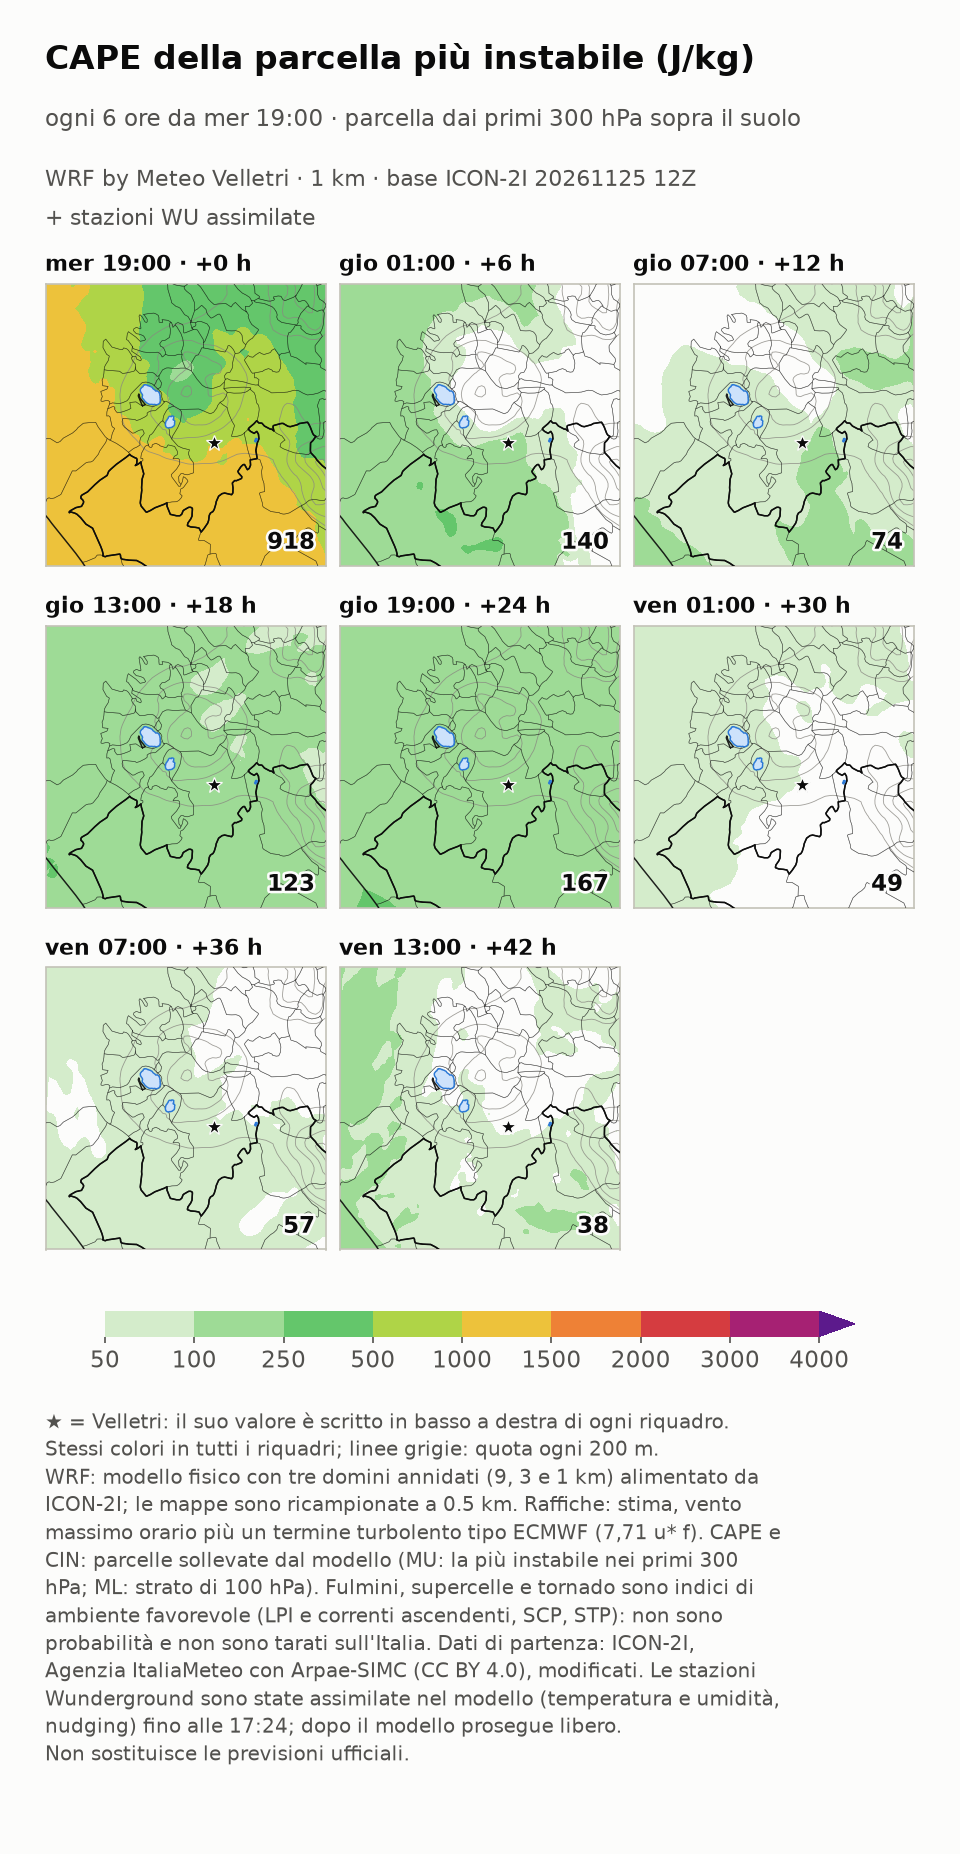 CAPE della parcella più instabile (J/kg)
ogni 6 ore da mer 19:00 · parcella dai primi 300 hPa sopra il suolo
WRF by Meteo Velletri · 1 km · base ICON-2I 20261125 12Z
+ stazioni WU assimilate
mer 19:00 · +0 h
gio 01:00 · +6 h
gio 07:00 · +12 h
918
140
74
gio 13:00 · +18 h
gio 19:00 · +24 h
ven 01:00 · +30 h
123
167
49
ven 07:00 · +36 h
ven 13:00 · +42 h
57
38
50 100 250 500 1000 1500 2000 3000 4000
★ = Velletri: il suo valore è scritto in basso a destra di ogni riquadro.
Stessi colori in tutti i riquadri; linee grigie: quota ogni 200 m.
WRF: modello fisico con tre domini annidati (9, 3 e 1 km) alimentato da
ICON-2I; le mappe sono ricampionate a 0.5 km. Raffiche: stima, vento
massimo orario più un termine turbolento tipo ECMWF (7,71 u* f). CAPE e
CIN: parcelle sollevate dal modello (MU: la più instabile nei primi 300
hPa; ML: strato di 100 hPa). Fulmini, supercelle e tornado sono indici di
ambiente favorevole (LPI e correnti ascendenti, SCP, STP): non sono
probabilità e non sono tarati sull'Italia. Dati di partenza: ICON-2I,
Agenzia ItaliaMeteo con Arpae-SIMC (CC BY 4.0), modificati. Le stazioni
Wunderground sono state assimilate nel modello (temperatura e umidità,
nudging) fino alle 17:24; dopo il modello prosegue libero.
Non sostituisce le previsioni ufficiali.